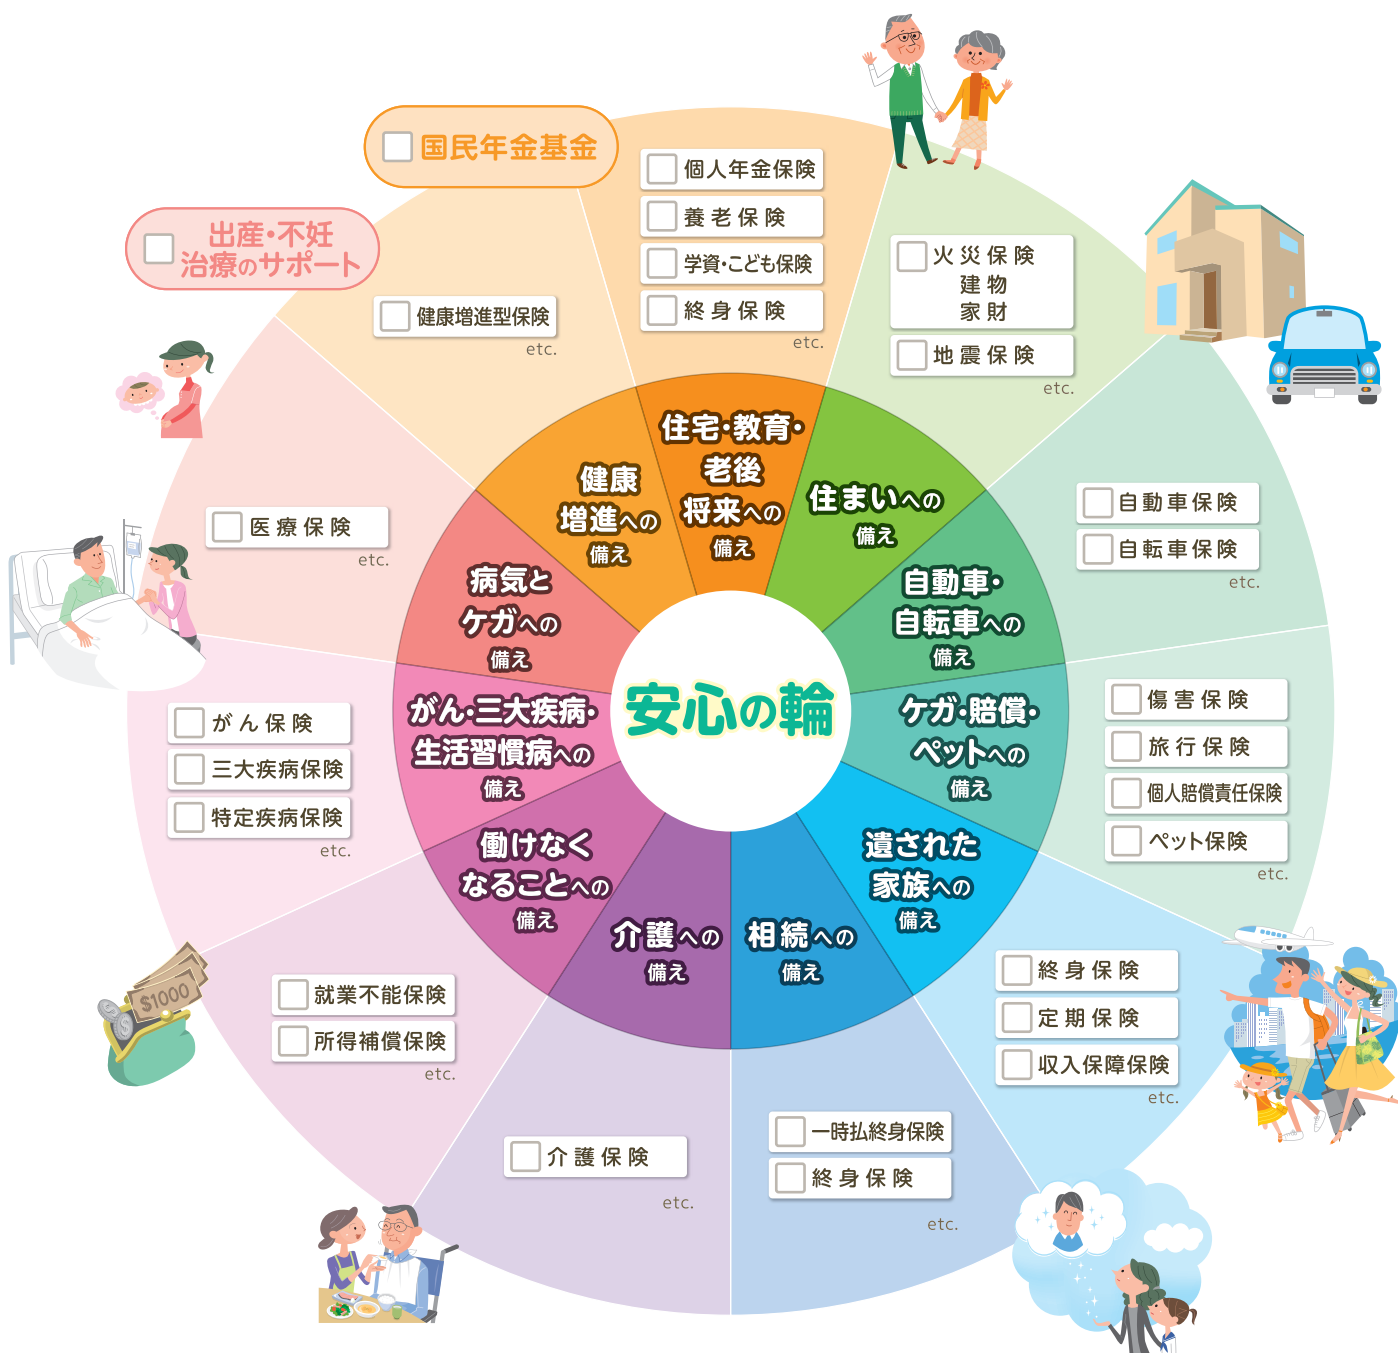 国民年金基金
出産・不妊
治療のサポート
個人年金保険
養老保険
学資・こども保険
終身保険
etc.
健康増進型保険
etc.
火災保険
建物
家財
地震保険
etc.
医療保険
etc.
自動車保険
自転車保険
etc.
がん保険
三大疾病保険
特定疾病保険
etc.
傷害保険
旅行保険
個人賠償責任保険
ペット保険
etc.
就業不能保険
所得補償保険
etc.
終身保険
定期保険
収入保障保険
etc.
介護保険
etc.
一時払終身保険
終身保険
etc.
住宅・教育・
老後
将来への
備え
健康
増進への
備え
住まいへの
備え
病気と
ケガへの
備え
自動車・
自転車への
備え
がん・三大疾病・
生活習慣病への
備え
安心の輪
ケガ・賠償・
ペットへの
備え
働けなく
なることへの
備え
遺された
家族への
備え
介護への
備え
相続への
備え
$1000